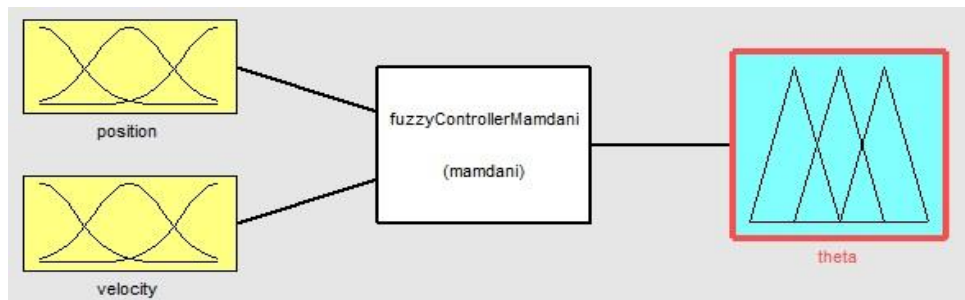 position
velocity
fuzzyControllerMamdani
(mamdani)
theta